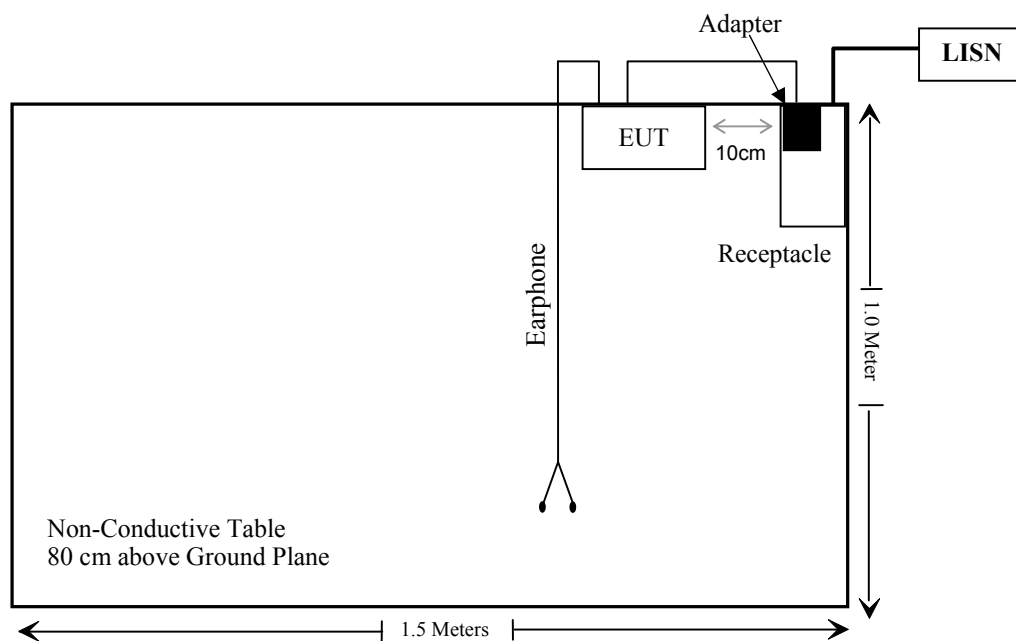 Adapter
LISN
EUT
10cm
Receptacle
Earphone
1.0 Meter
Non-Conductive Table
80 cm above Ground Plane
1.5 Meters